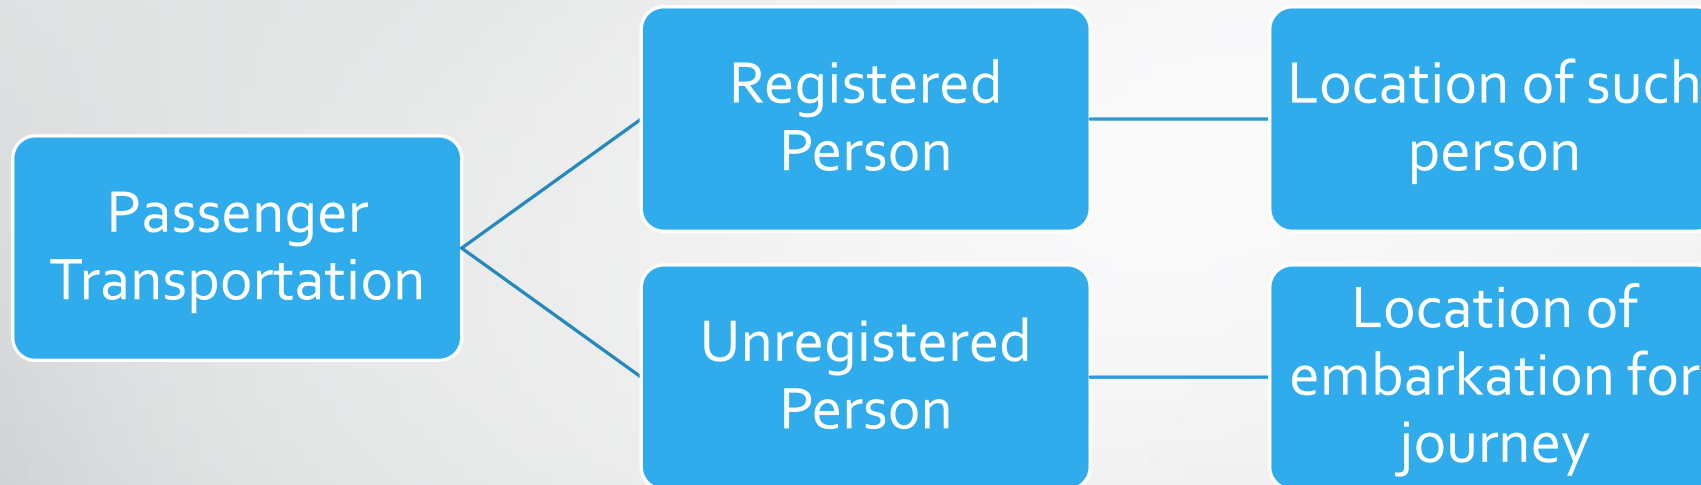 Passenger
Transportation
Registered
Person
Location of such
person
Unregistered
Person
Location of
embarkation for
journey